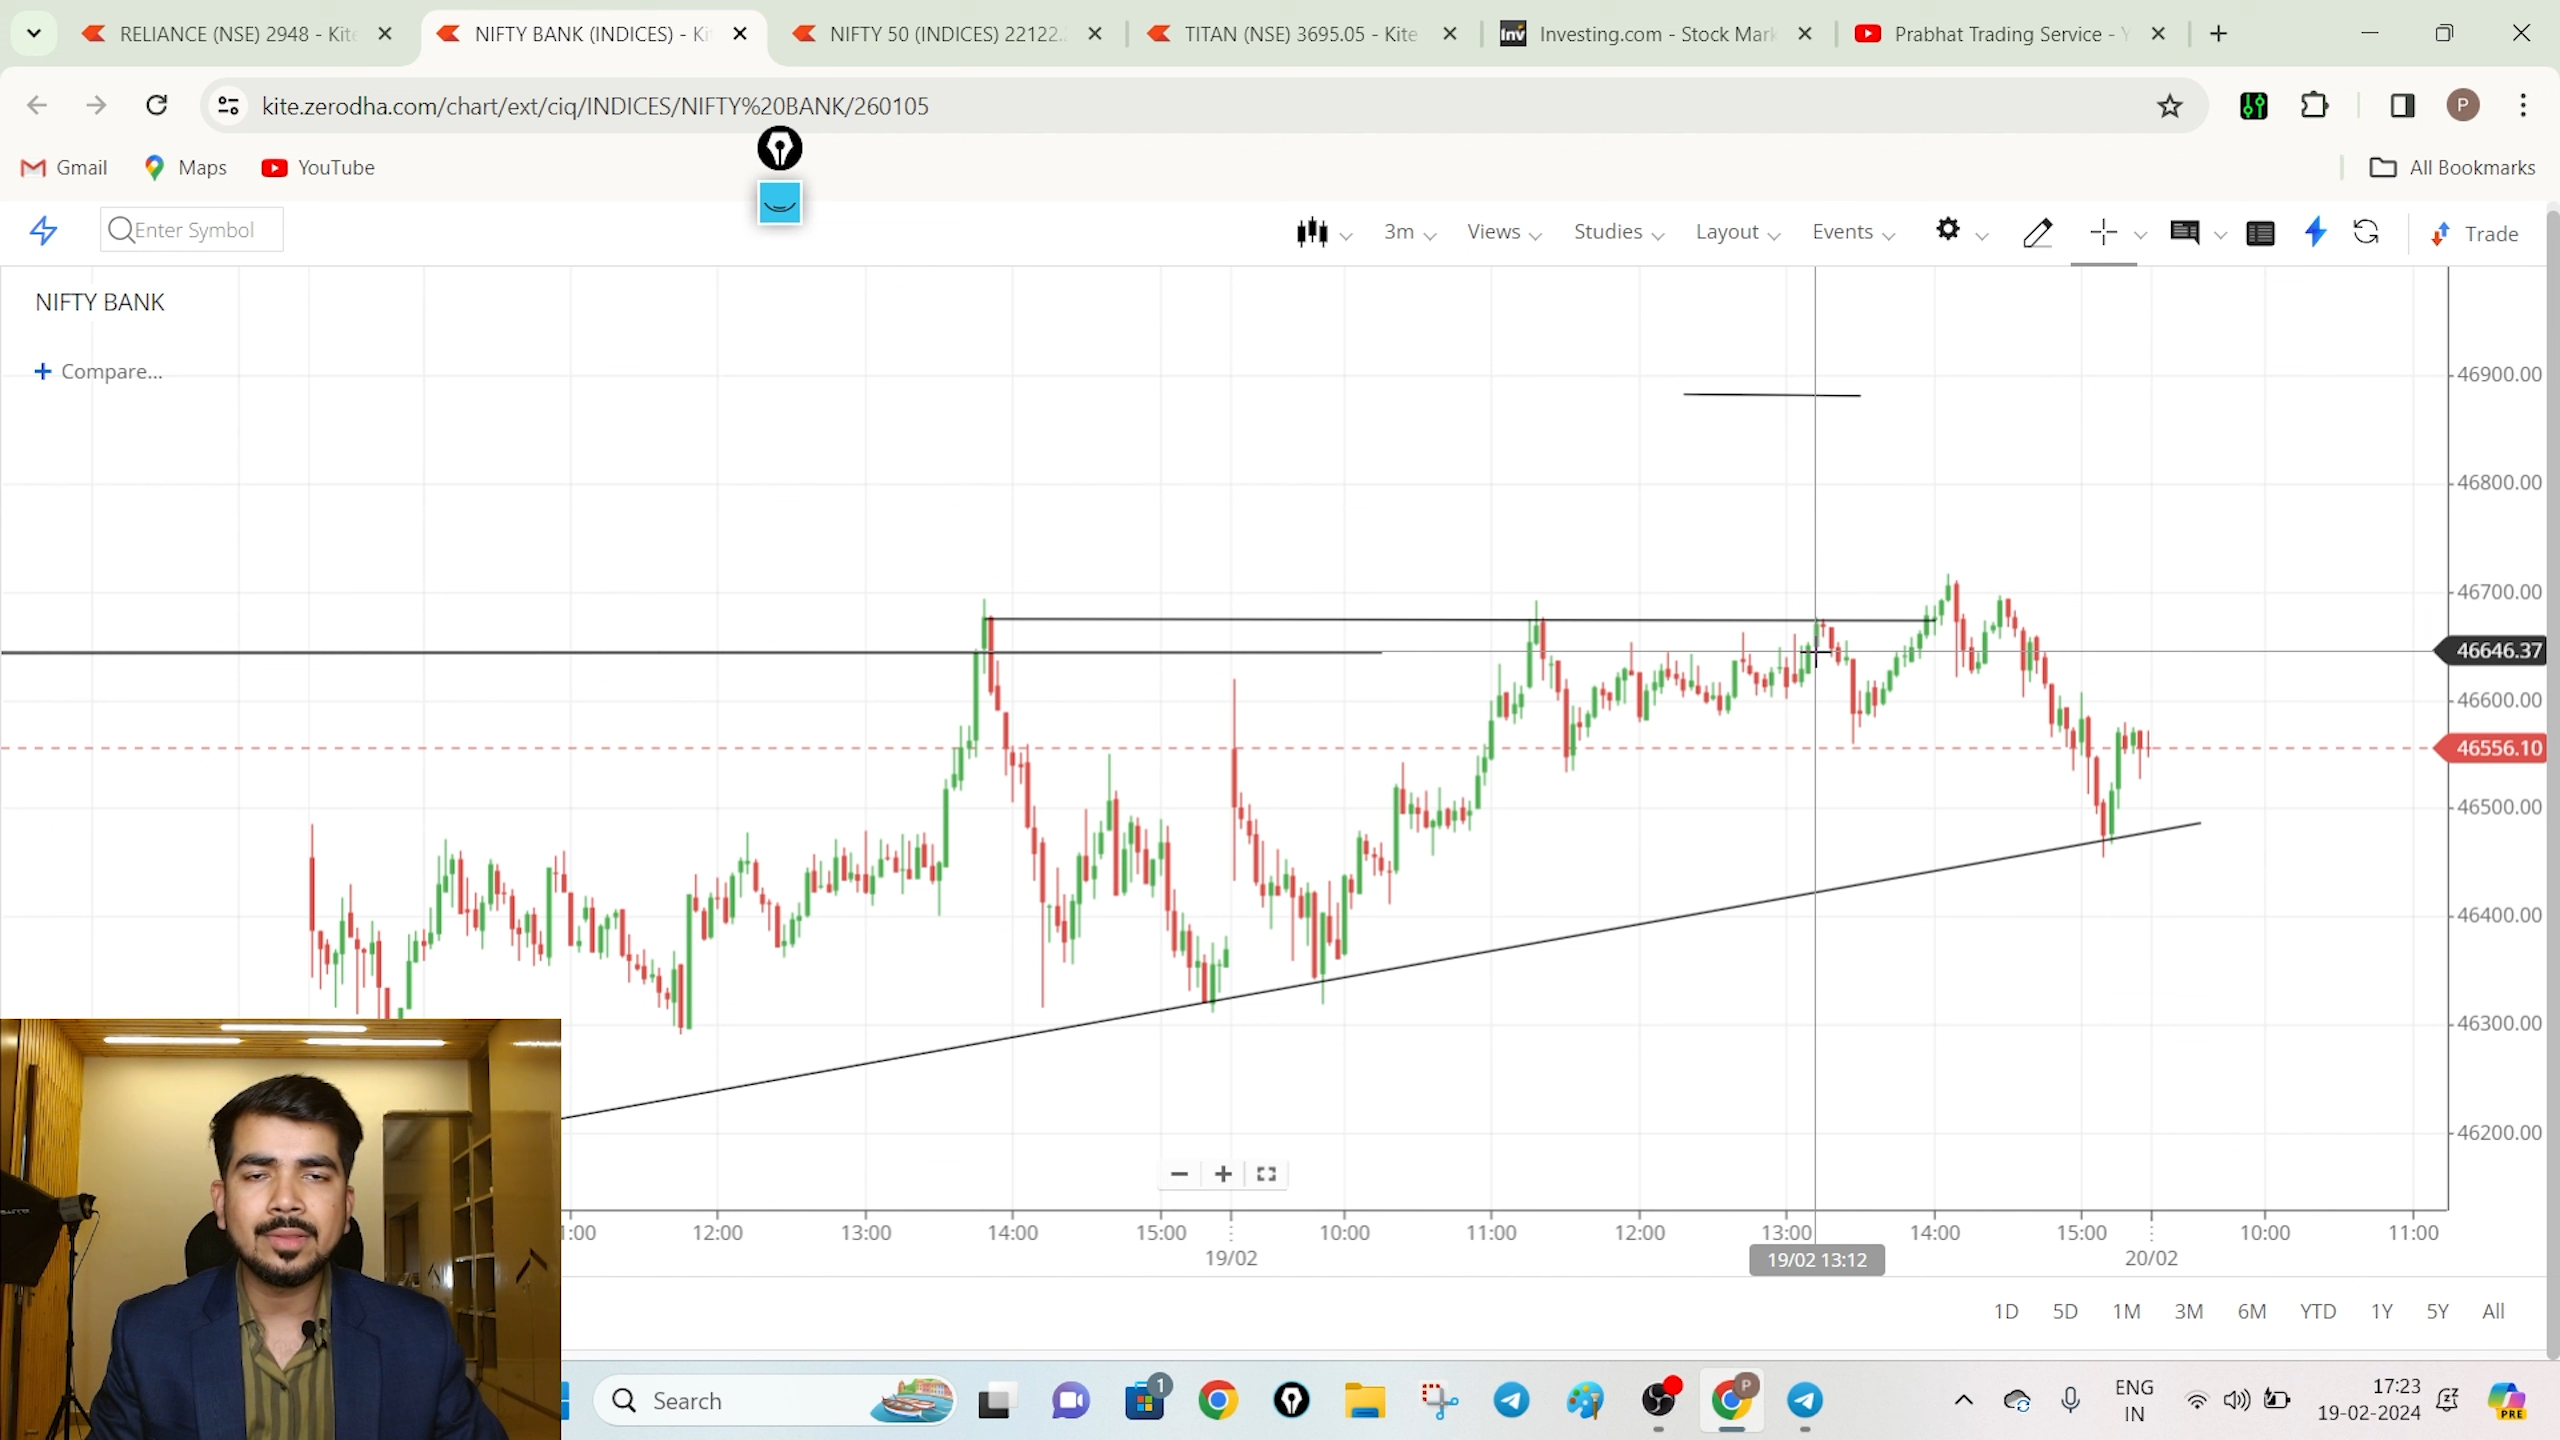 RELIANCE (NSE) 2948 - Kite
NIFTY BANK (INDICES) - Ki
NIFTY 50 (INDICES) 22122.
TITAN (NSE) 3695.05 - Kite
Investing.com - Stock Mark
Prabhat Trading Service - Y
kite.zerodha.com/chart/ext/ciq/INDICES/NIFTY%20BANK/260105
P
Gmail
Maps
YouTube
All Bookmarks
Enter Symbol
3m
Views
Studies
Layout
Events
Trade
NIFTY BANK
+ Compare...
46900.00
46800.00
46700.00
46646.37
46600.00
46556.10
46500.00
46400.00
46300.00
46200.00
1:00 12:00 13:00 14:00 15:00 10:00 11:00 12:00 13:00 14:00 15:00 10:00 11:00
19/02 19/02 13:12 20/02
1D 5D 1M 3M 6M YTD 1Y 5Y All
Search
1
P
ENG
IN
17:23
19-02-2024
PRE